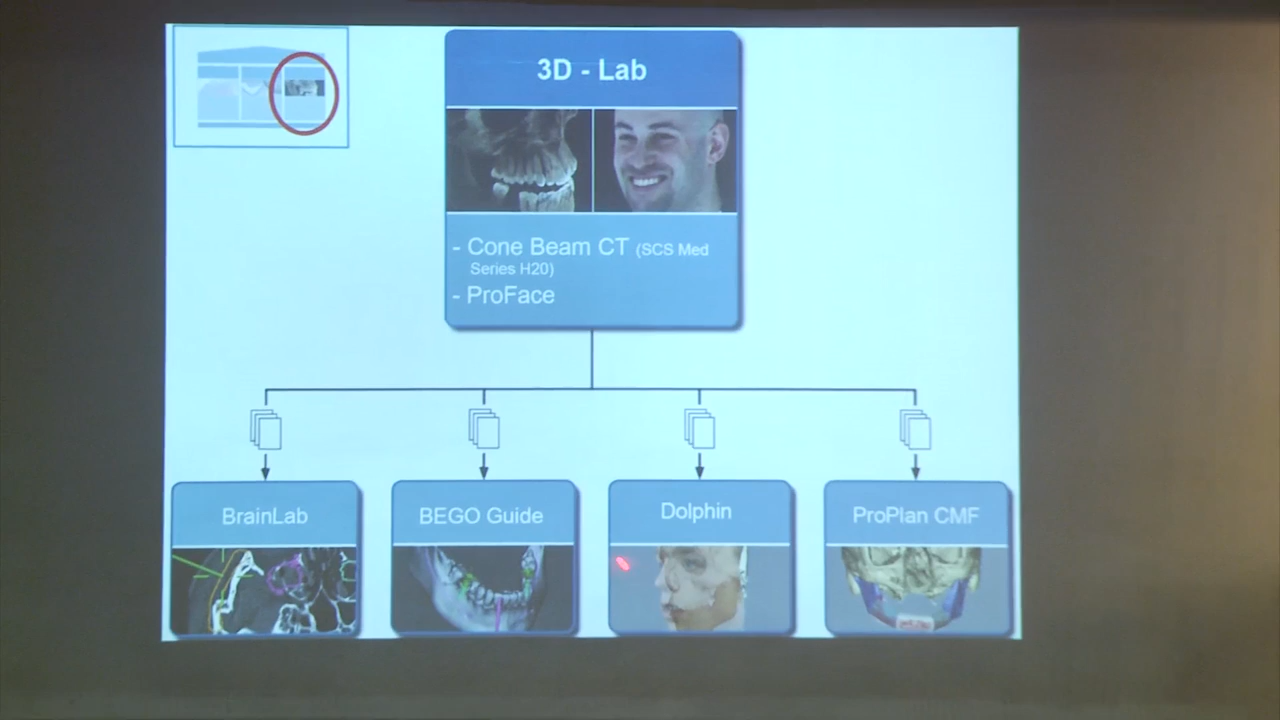 3D - Lab
- Cone Beam CT (SCS Med
Series H20)
- ProFace
BrainLab
BEGO Guide
Dolphin
ProPlan CMF